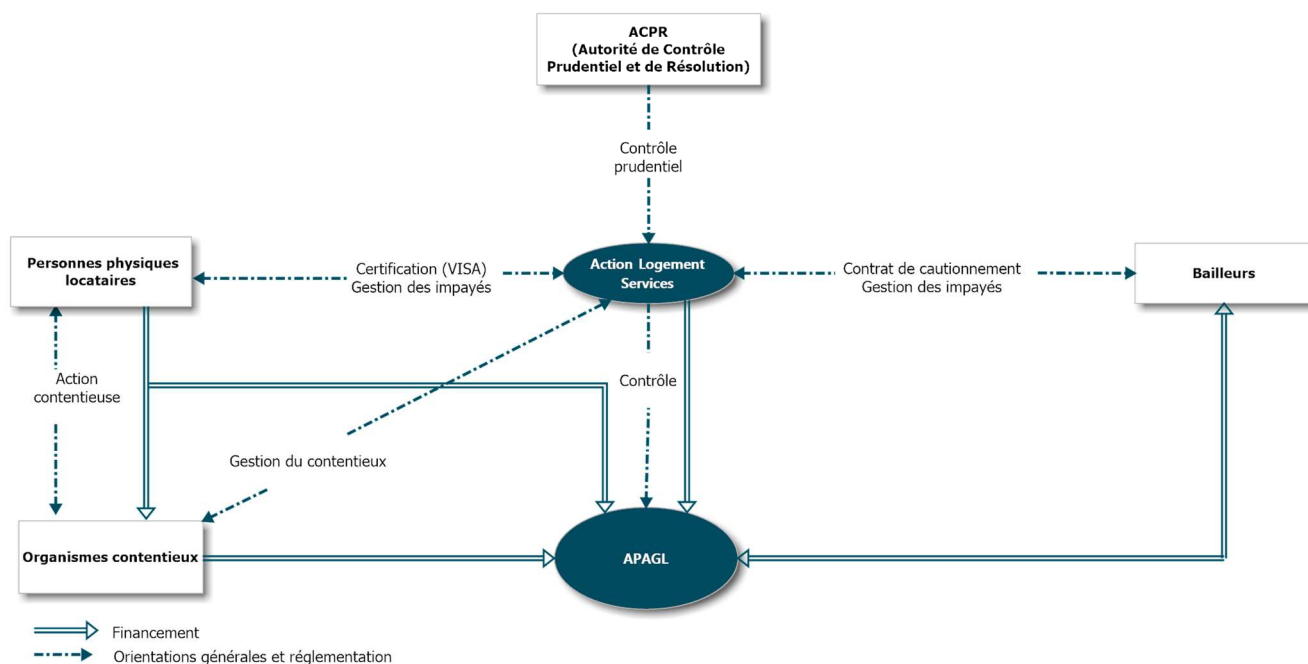 ACPR
(Autorité de Contrôle
Prudentiel et de Résolution)
Contrôle
prudentiel
Personnes physiques
locataires
Certification (VISA)
Gestion des impayés
Action Logement
Services
Contrat de cautionnement
Gestion des impayés
Bailleurs
Action
contentieuse
Contrôle
Gestion du contentieux
Organismes contentieux
APAGL
Financement
Orientations générales et réglementation